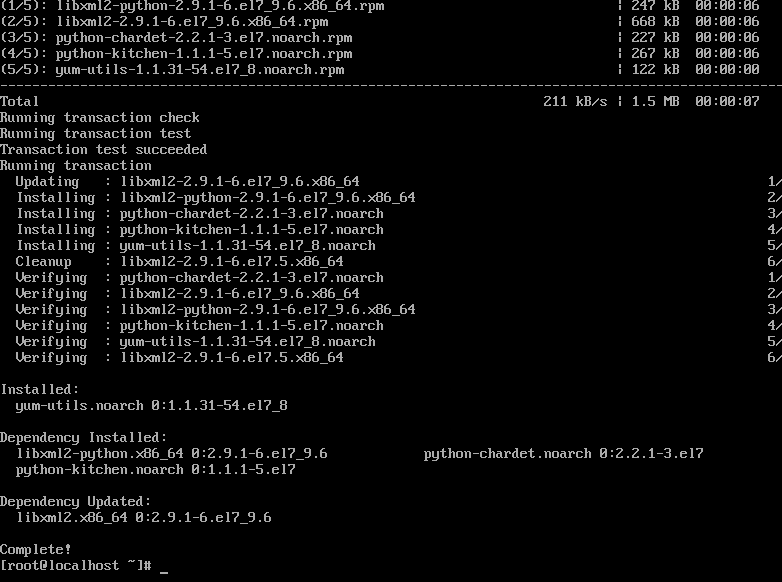 (1/5): libxml2-python-2.9.1-6.el7_9.6.x86_64.rpm | 247 kB 00:00:06
(2/5): libxml2-2.9.1-6.el7_9.6.x86_64.rpm | 668 kB 00:00:06
(3/5): python-chardet-2.2.1-3.el7.noarch.rpm | 227 kB 00:00:06
(4/5): python-kitchen-1.1.1-5.el7.noarch.rpm | 267 kB 00:00:06
(5/5): yum-utils-1.1.31-54.el7_8.noarch.rpm | 122 kB 00:00:00
--------------------------------------------------------------------------------
Total 211 kB/s | 1.5 MB 00:00:07
Running transaction check
Running transaction test
Transaction test succeeded
Running transaction
  Updating   : libxml2-2.9.1-6.el7_9.6.x86_64 1/
  Installing : libxml2-python-2.9.1-6.el7_9.6.x86_64 2/
  Installing : python-chardet-2.2.1-3.el7.noarch 3/
  Installing : python-kitchen-1.1.1-5.el7.noarch 4/
  Installing : yum-utils-1.1.31-54.el7_8.noarch 5/
  Cleanup    : libxml2-2.9.1-6.el7.5.x86_64 6/
  Verifying  : python-chardet-2.2.1-3.el7.noarch 1/
  Verifying  : libxml2-2.9.1-6.el7_9.6.x86_64 2/
  Verifying  : libxml2-python-2.9.1-6.el7_9.6.x86_64 3/
  Verifying  : python-kitchen-1.1.1-5.el7.noarch 4/
  Verifying  : yum-utils-1.1.31-54.el7_8.noarch 5/
  Verifying  : libxml2-2.9.1-6.el7.5.x86_64 6/
Installed:
  yum-utils.noarch 0:1.1.31-54.el7_8
Dependency Installed:
  libxml2-python.x86_64 0:2.9.1-6.el7_9.6 python-chardet.noarch 0:2.2.1-3.el7
  python-kitchen.noarch 0:1.1.1-5.el7
Dependency Updated:
  libxml2.x86_64 0:2.9.1-6.el7_9.6
Complete!
[root@localhost ~]# _